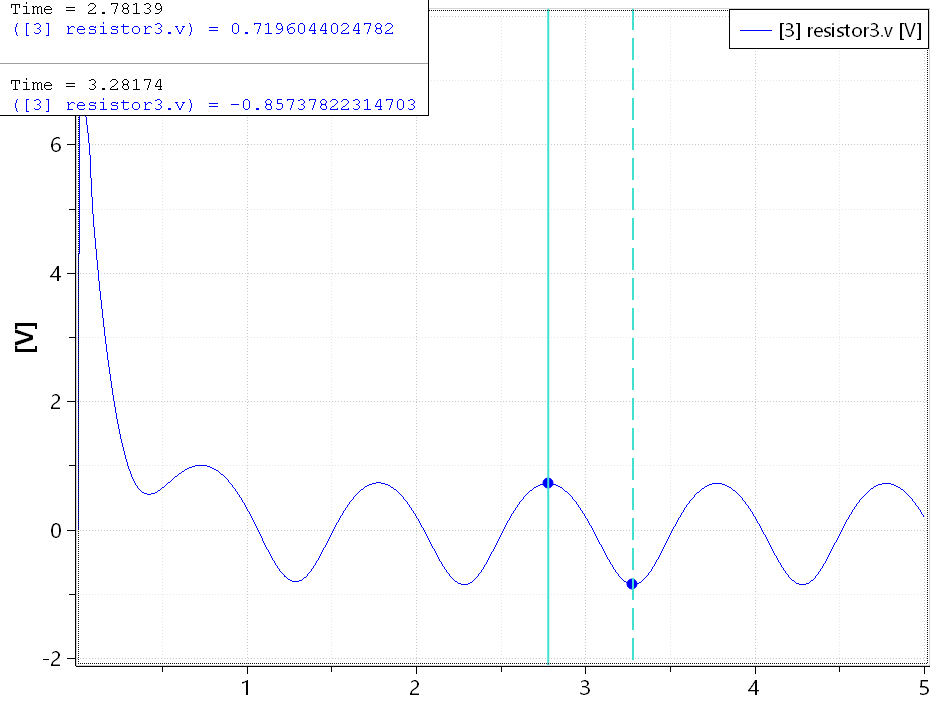 Time = 2.78139
([3] resistor3.v) = 0.7196044024782
Time = 3.28174
([3] resistor3.v) = -0.85737822314703
[3] resistor3.v [V]
6
4
2
0
-2
[V]
1 2 3 4 5